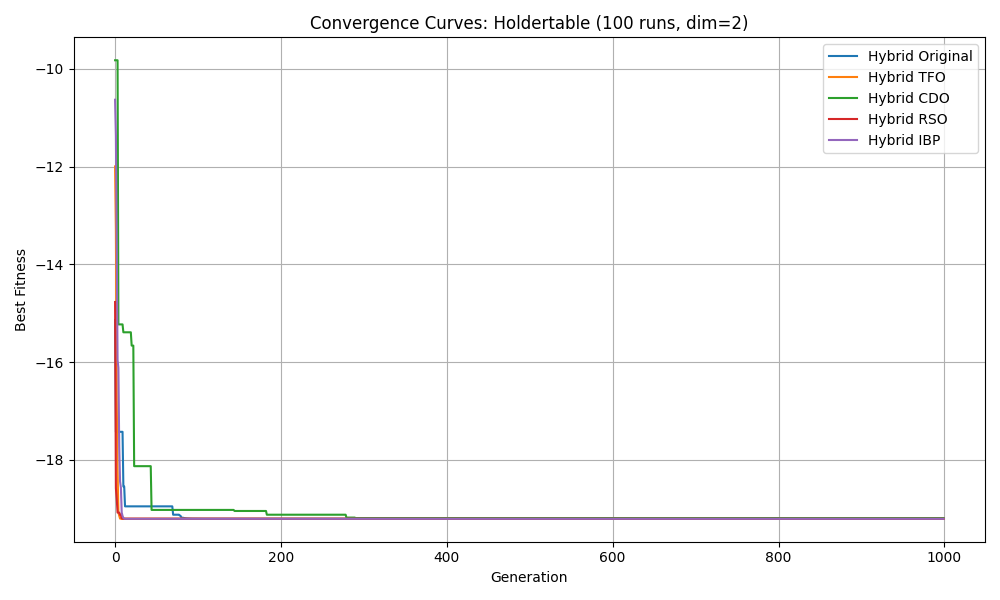 Convergence Curves: Holdertable (100 runs, dim=2)
Best Fitness
−10
−12
−14
−16
−18
Hybrid Original
Hybrid TFO
Hybrid CDO
Hybrid RSO
Hybrid IBP
0
200
400
600
800
1000
Generation